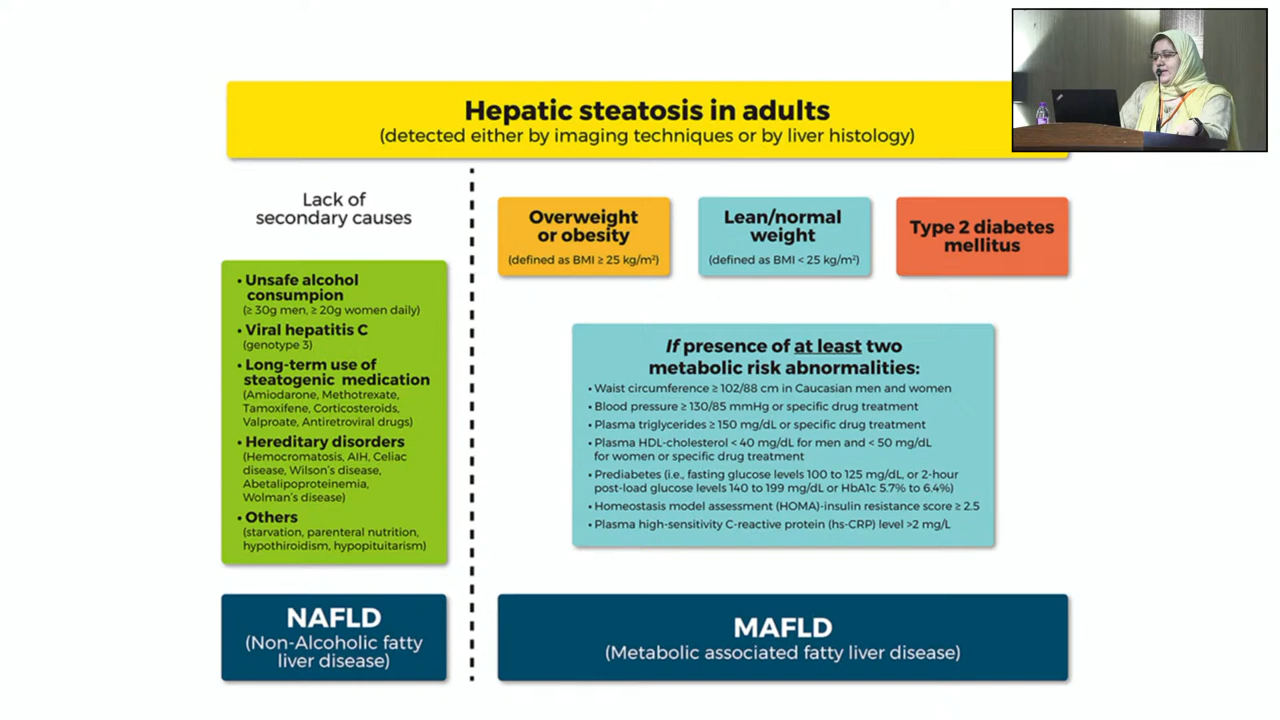 Hepatic steatosis in adults
(detected either by imaging techniques or by liver histology)
Lack of
secondary causes
• Unsafe alcohol
consumpion
(≥ 30g men, ≥ 20g women daily)
• Viral hepatitis C
(genotype 3)
• Long-term use of
steatogenic medication
(Amiodarone, Methotrexate,
Tamoxifene, Corticosteroids,
Valproate, Antiretroviral drugs)
• Hereditary disorders
(Hemocromatosis, AIH, Celiac
disease, Wilson's disease,
Abetalipoproteinemia,
Wolman's disease)
• Others
(starvation, parenteral nutrition,
hypothiroidism, hypopituitarism)
NAFLD
(Non-Alcoholic fatty
liver disease)
Overweight
or obesity
(defined as BMI ≥ 25 kg/m²)
Lean/normal
weight
(defined as BMI < 25 kg/m²)
Type 2 diabetes
mellitus
If presence of at least two
metabolic risk abnormalities:
• Waist circumference ≥ 102/88 cm in Caucasian men and women
• Blood pressure ≥ 130/85 mmHg or specific drug treatment
• Plasma triglycerides ≥ 150 mg/dL or specific drug treatment
• Plasma HDL-cholesterol < 40 mg/dL for men and < 50 mg/dL
for women or specific drug treatment
• Prediabetes (i.e., fasting glucose levels 100 to 125 mg/dL, or 2-hour
post-load glucose levels 140 to 199 mg/dL or HbA1c 5.7% to 6.4%)
• Homeostasis model assessment (HOMA)-insulin resistance score ≥ 2.5
• Plasma high-sensitivity C-reactive protein (hs-CRP) level >2 mg/L
MAFLD
(Metabolic associated fatty liver disease)